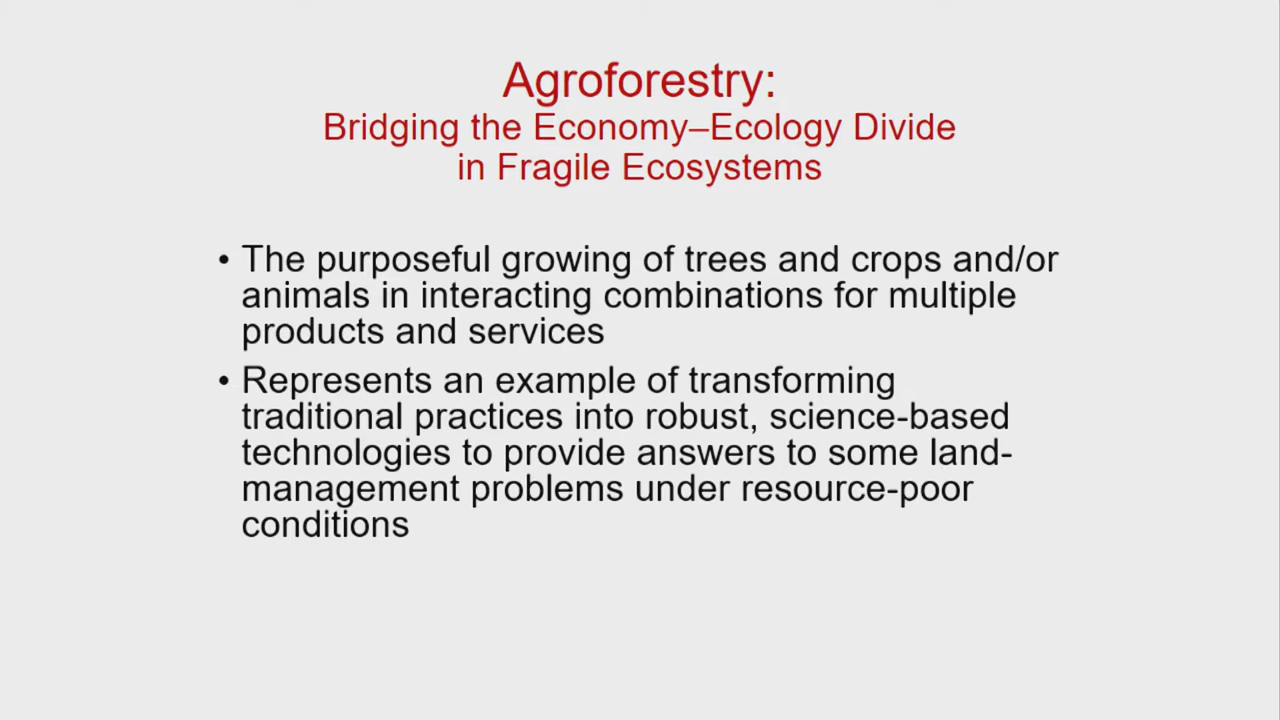 Agroforestry:
Bridging the Economy–Ecology Divide
in Fragile Ecosystems
• The purposeful growing of trees and crops and/or
animals in interacting combinations for multiple
products and services
• Represents an example of transforming
traditional practices into robust, science-based
technologies to provide answers to some land-
management problems under resource-poor
conditions